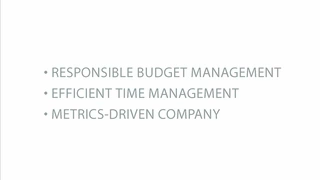 • RESPONSIBLE BUDGET MANAGEMENT
• EFFICIENT TIME MANAGEMENT
• METRICS-DRIVEN COMPANY